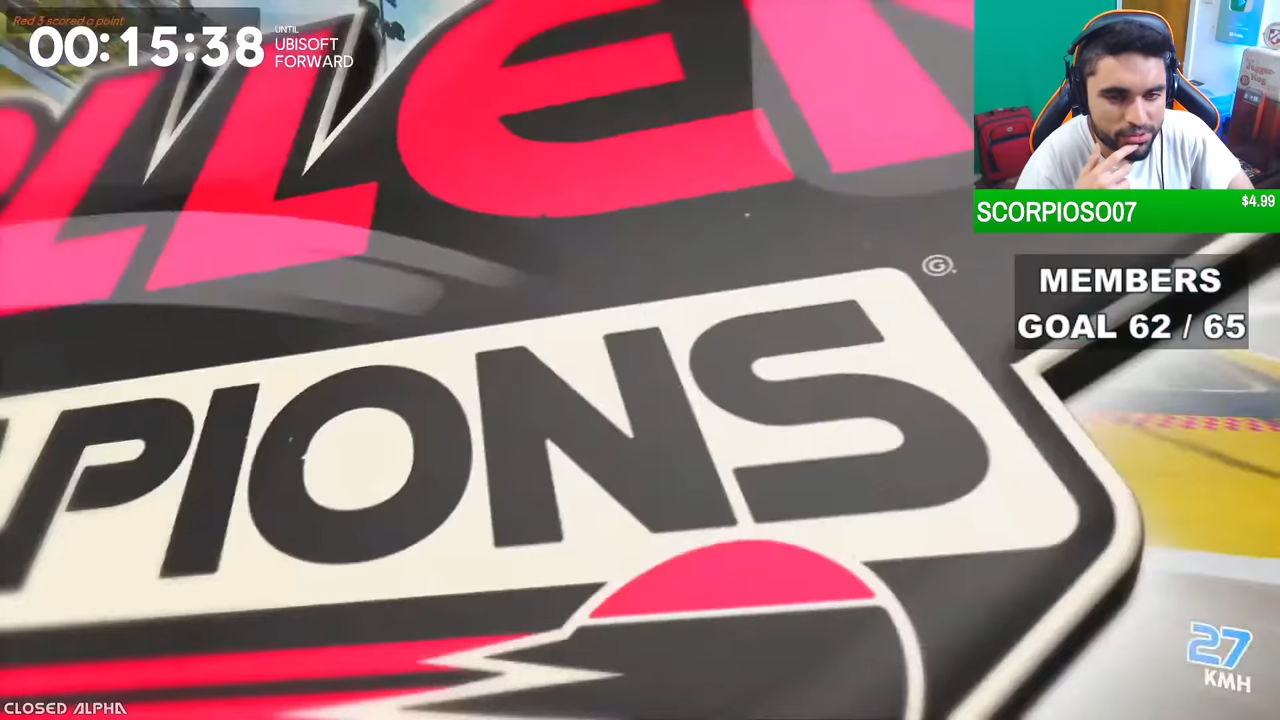 Red 3 scored a point
00:15:38
UNTIL
UBISOFT
FORWARD
SCORPIOSO07
$4.99
MEMBERS
GOAL 62 / 65
PIONS
G
27
KMH
CLOSED ALPHA